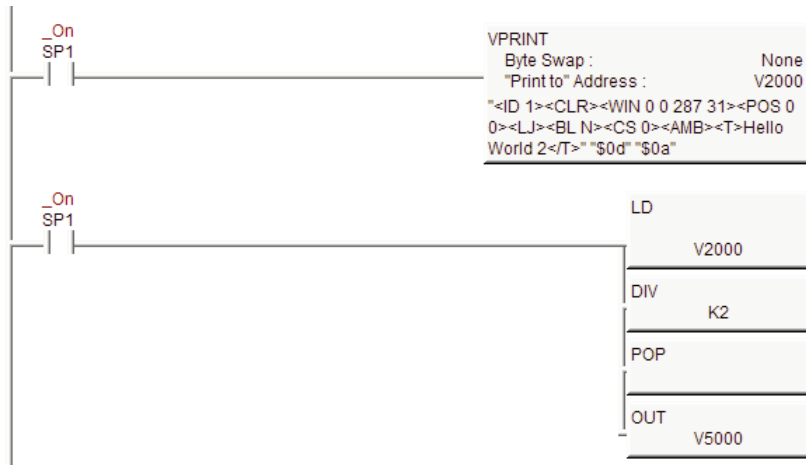 _On
SP1
VPRINT
Byte Swap : None
"Print to" Address : V2000
"<ID 1><CLR><WIN 0 0 287 31><POS 0
0><LJ><BL N><CS 0><AMB><T>Hello
World 2</T>" "$0d" "$0a"
_On
SP1
LD
V2000
DIV
K2
POP
OUT
V5000